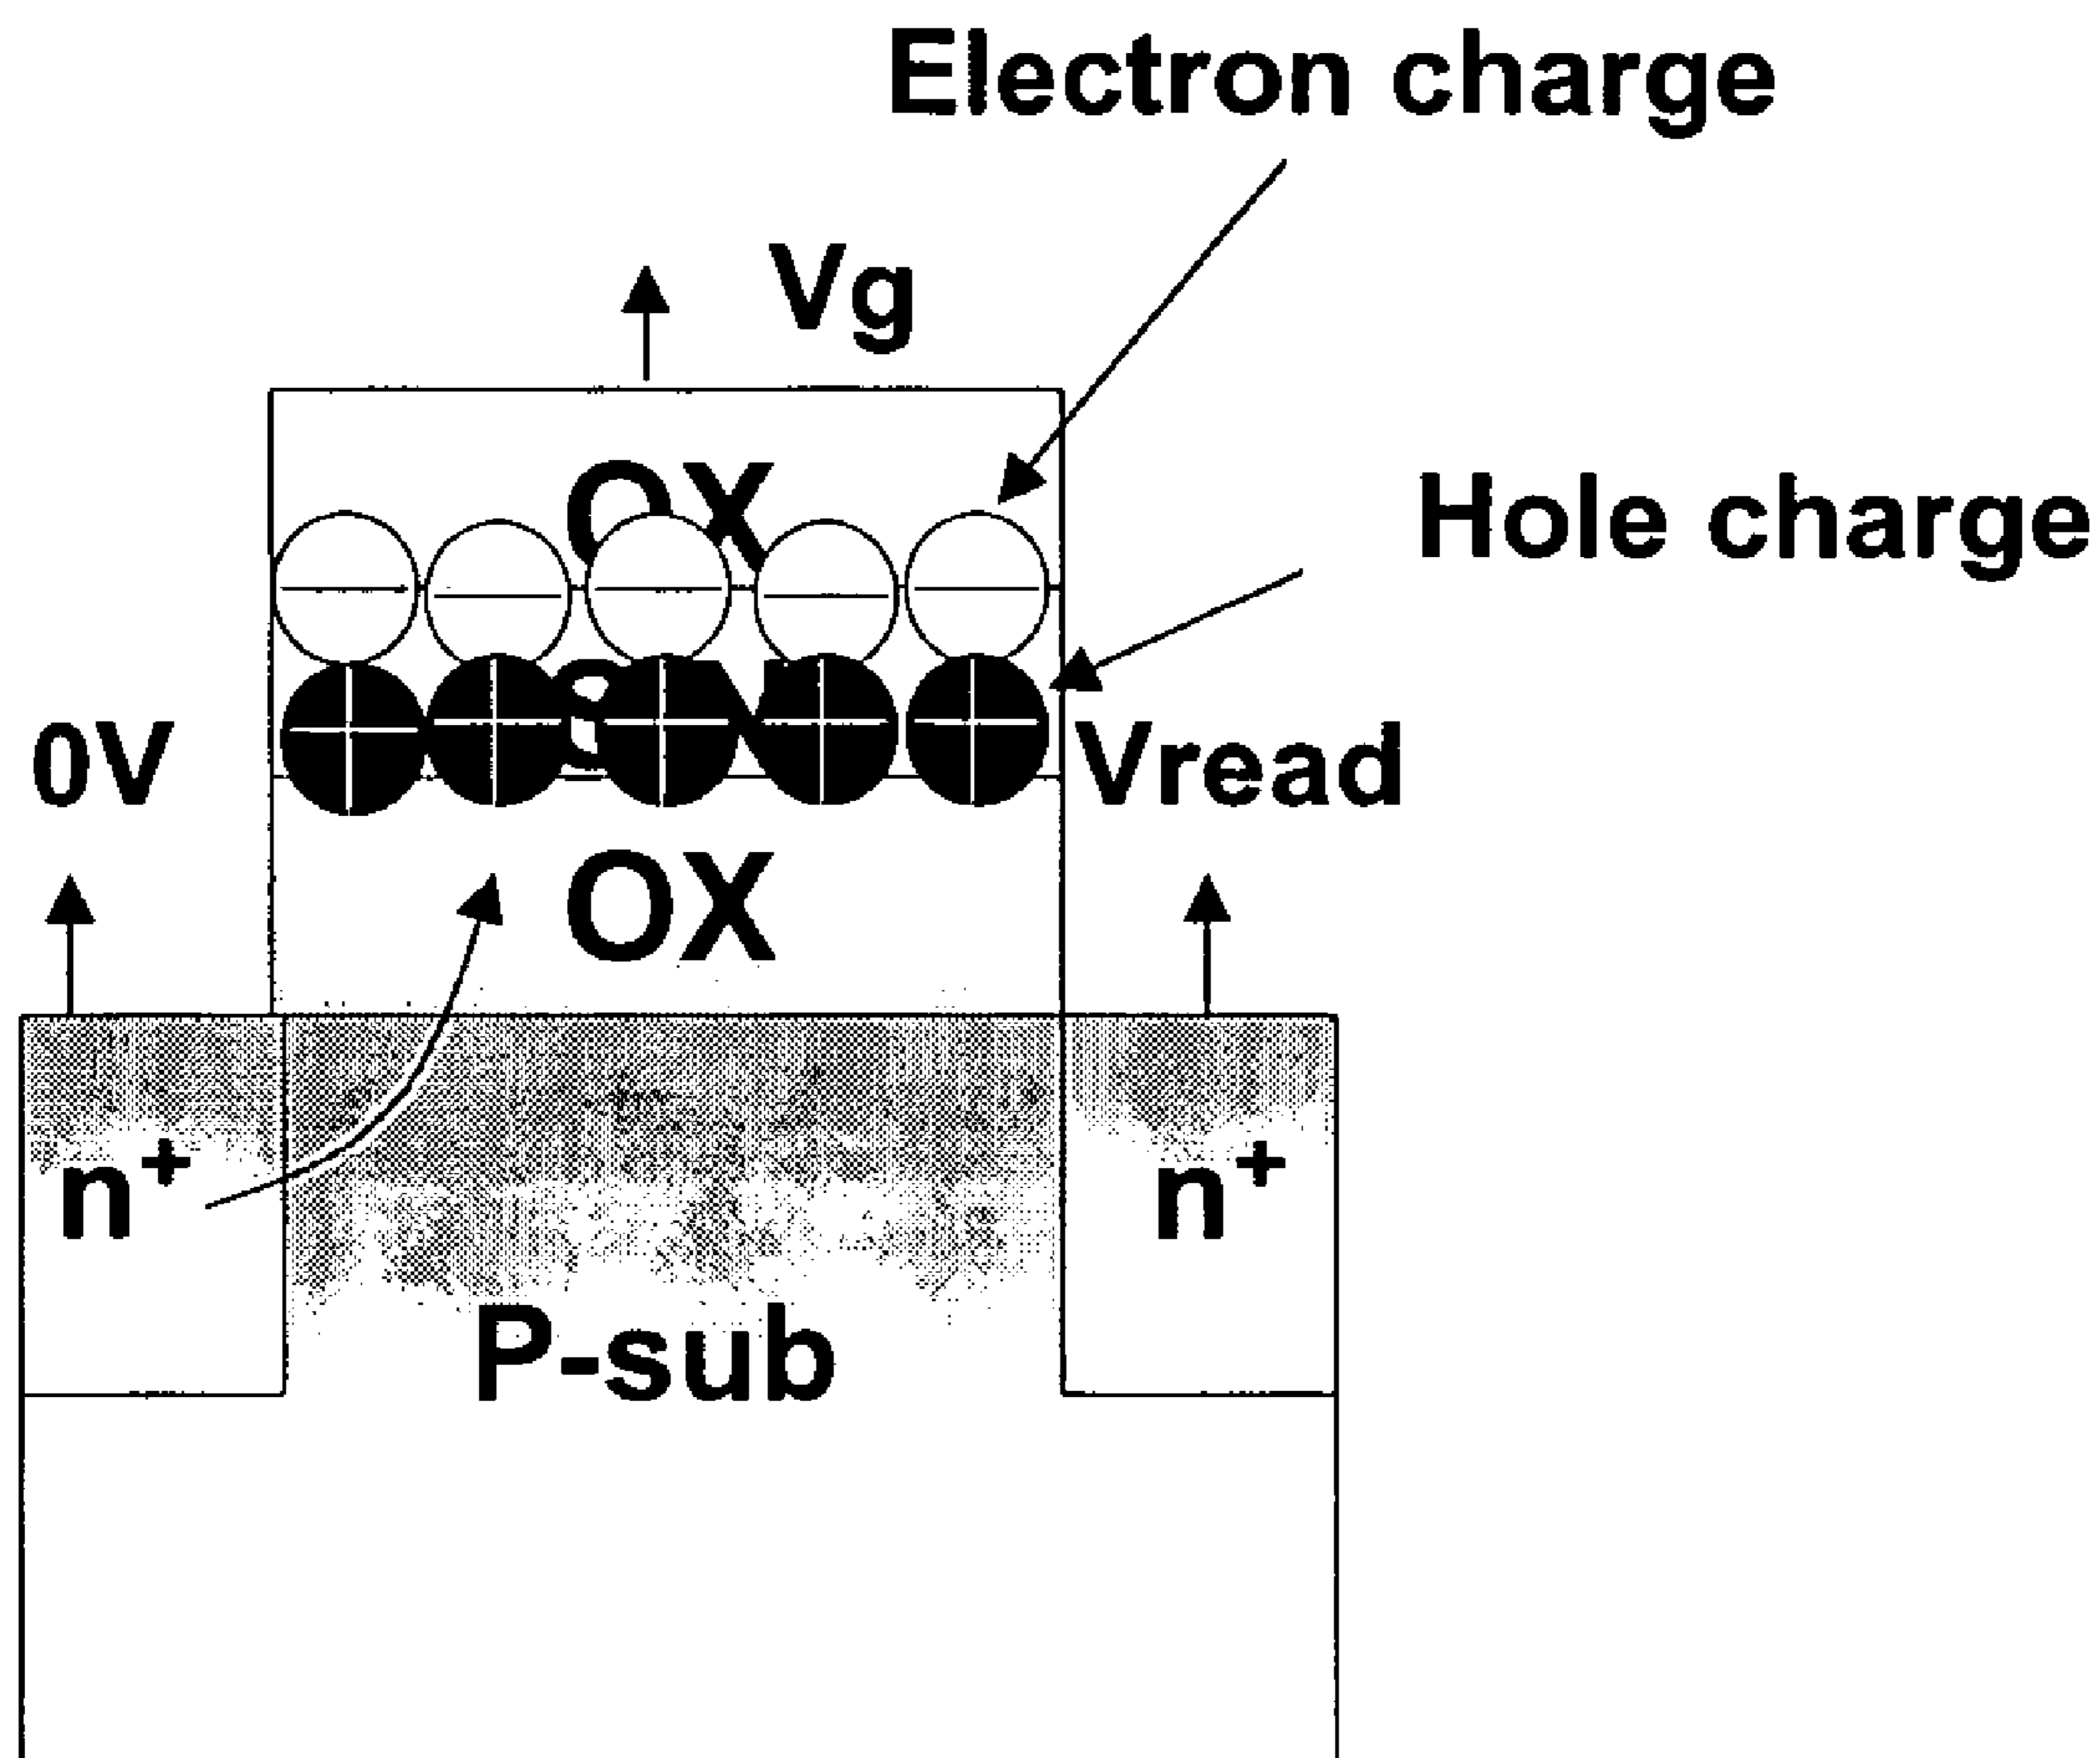 Electron charge
Vg
Hole charge
OX
0V
Vread
OX
n+
n+
P-sub